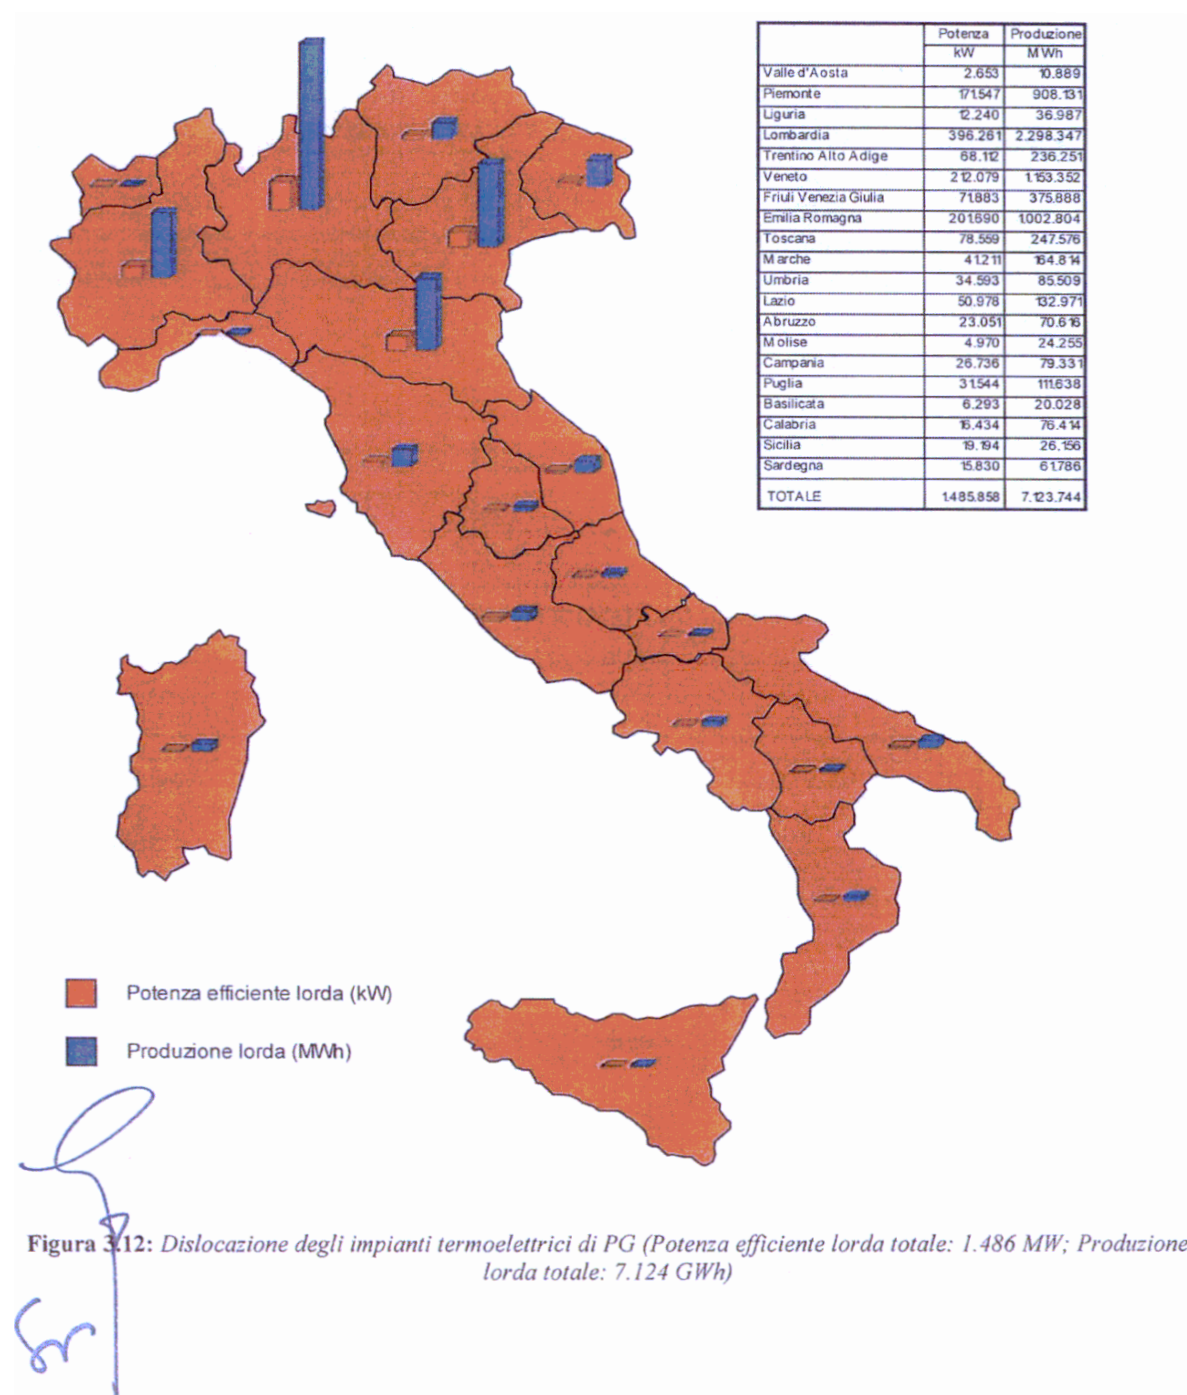 Potenza Produzione
kW MWh
Valle d'Aosta 2.653 10.889
Piemonte 171.547 908.131
Liguria 12.240 36.987
Lombardia 396.261 2.298.347
Trentino Alto Adige 68.112 236.251
Veneto 212.079 1.153.352
Friuli Venezia Giulia 71.883 375.888
Emilia Romagna 201.690 1.002.804
Toscana 78.559 247.576
Marche 41.211 164.814
Umbria 34.593 85.509
Lazio 50.978 132.971
Abruzzo 23.051 70.616
Molise 4.970 24.255
Campania 26.736 79.331
Puglia 31.544 111.638
Basilicata 6.293 20.028
Calabria 16.434 76.414
Sicilia 19.194 26.156
Sardegna 15.830 61.786
TOTALE 1.485.858 7.123.744
Potenza efficiente lorda (kW)
Produzione lorda (MWh)
Figura 3.12: Dislocazione degli impianti termoelettrici di PG (Potenza efficiente lorda totale: 1.486 MW; Produzione
lorda totale: 7.124 GWh)